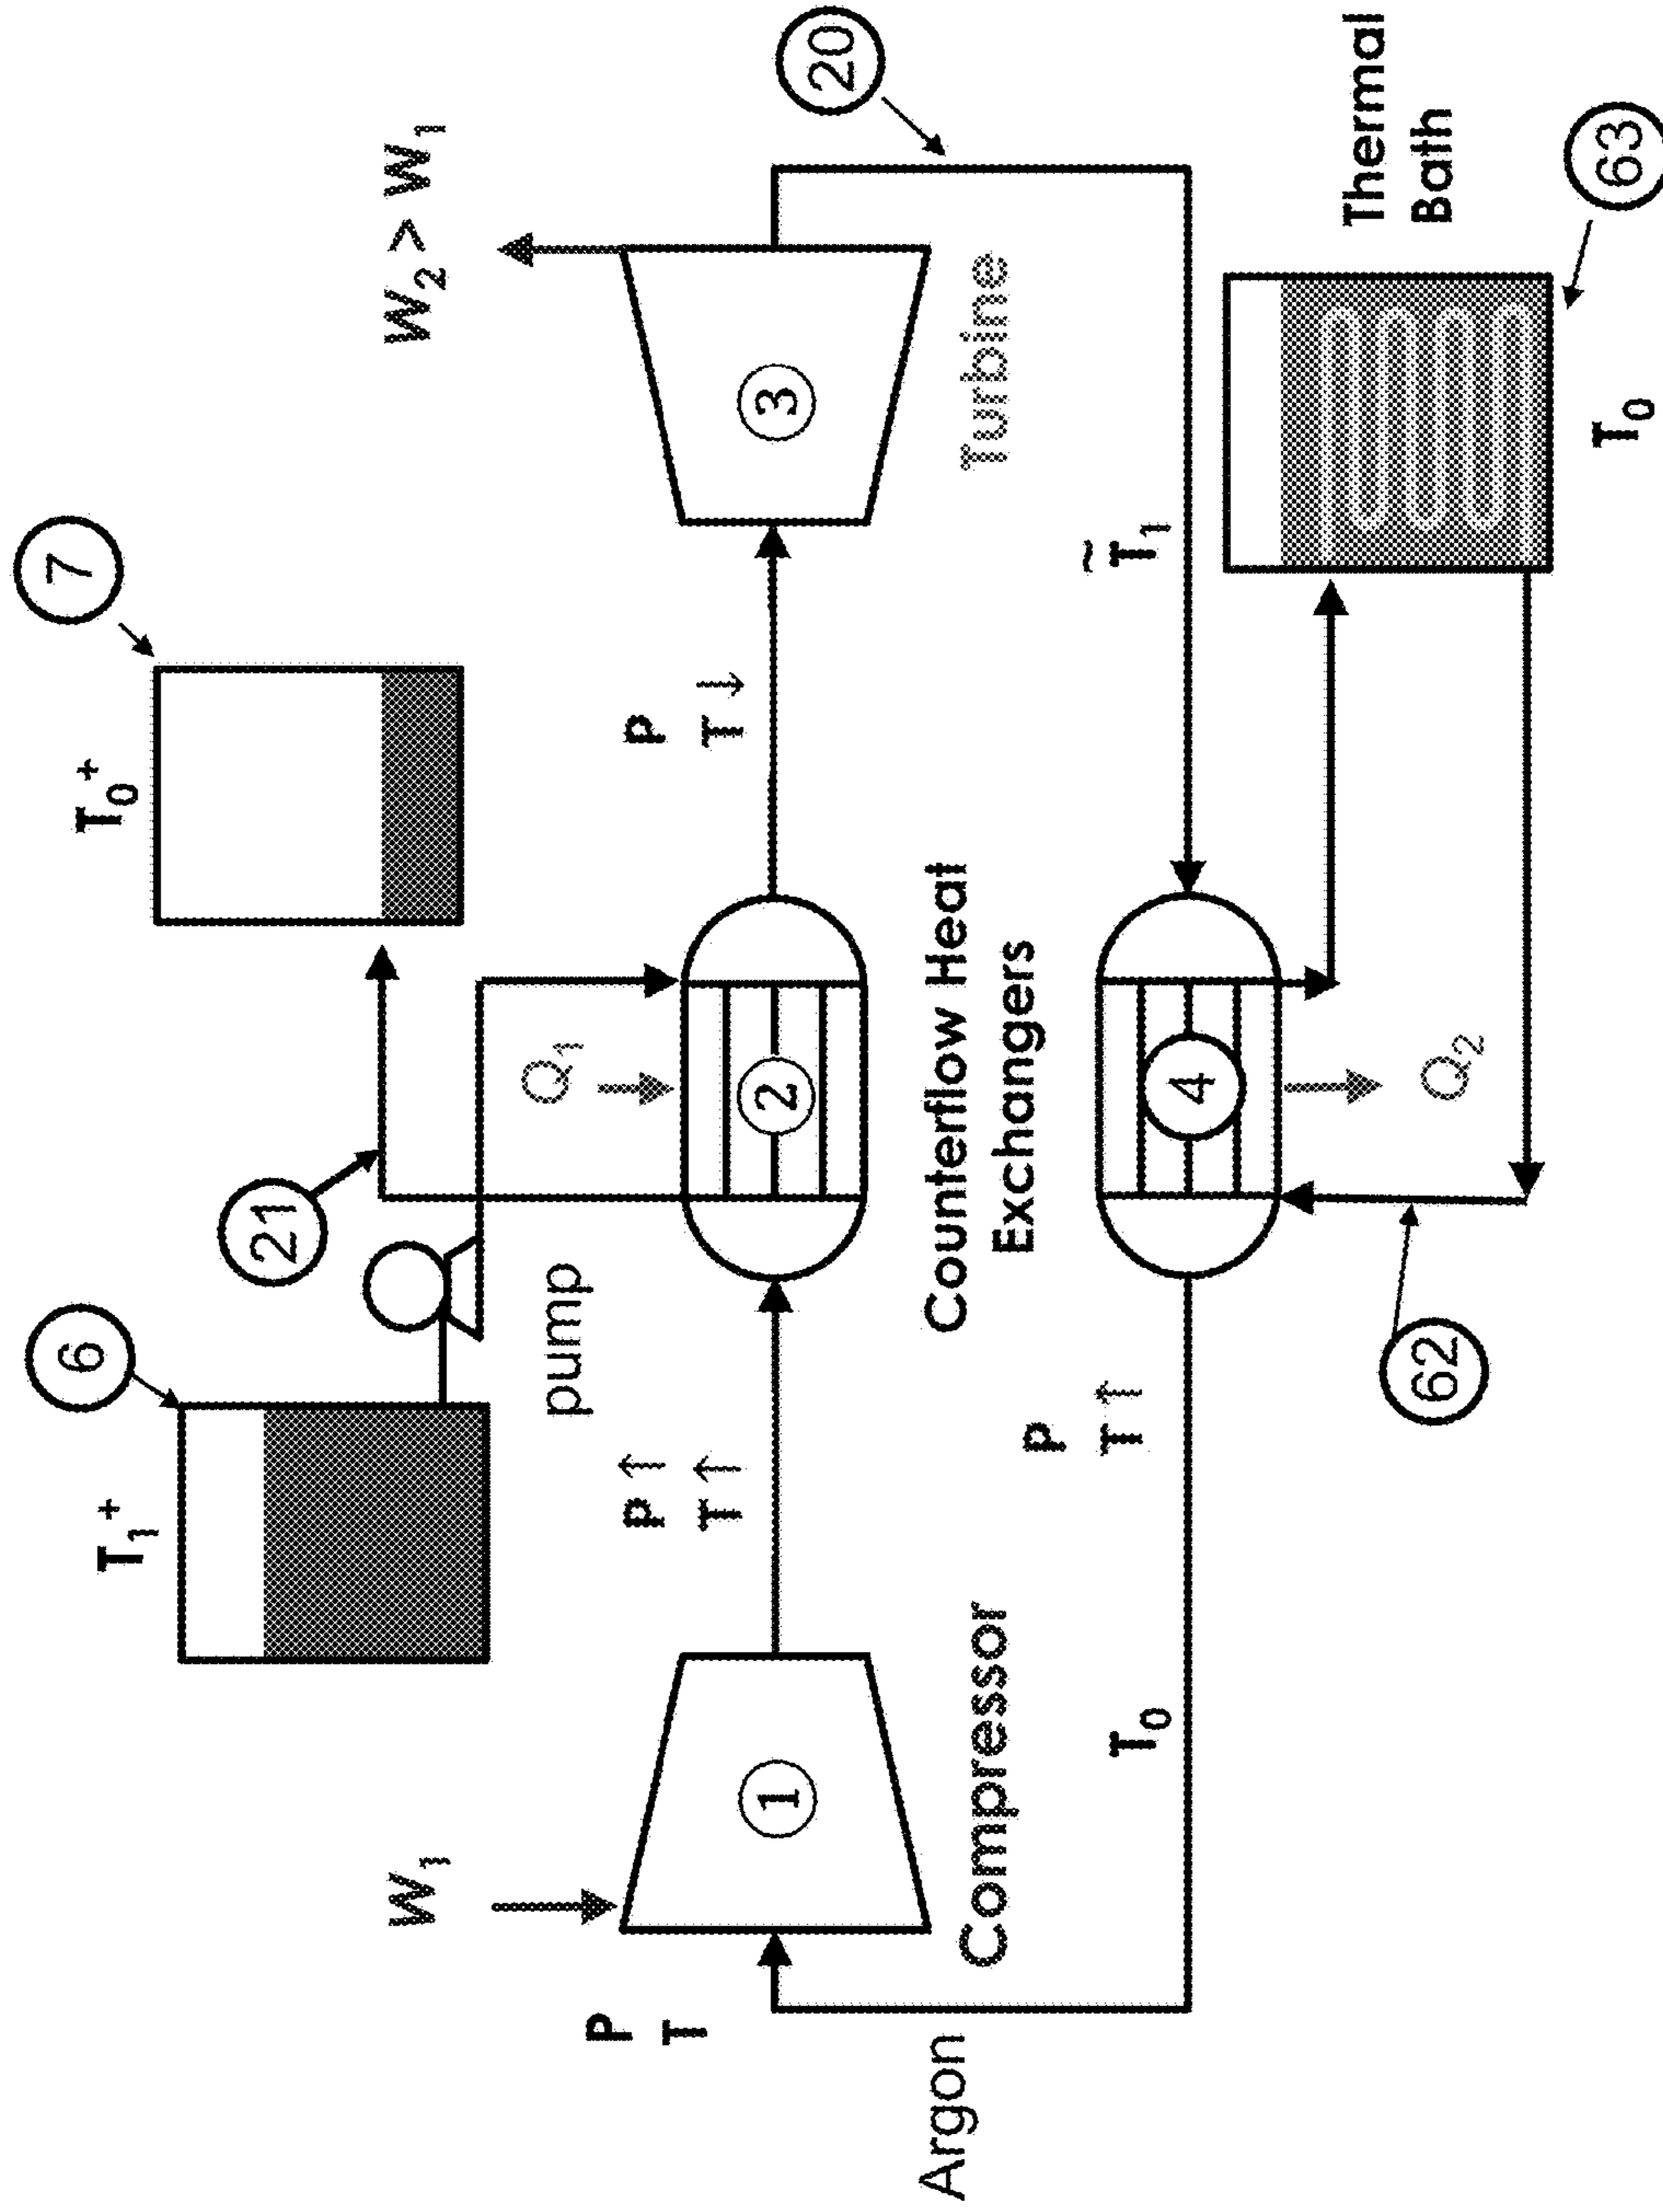 7
6
T₀⁺
T₁⁺
21
W₁
W₂ > W₁
pump
Q₁
P
T
P ↑
T ↑
P
T ↓
1
2
3
20
Argon
Compressor
Counterflow Heat
Exchangers
Turbine
P
T ↑
T₀
T̃₁
4
Thermal
Bath
62
Q₂
63
T₀